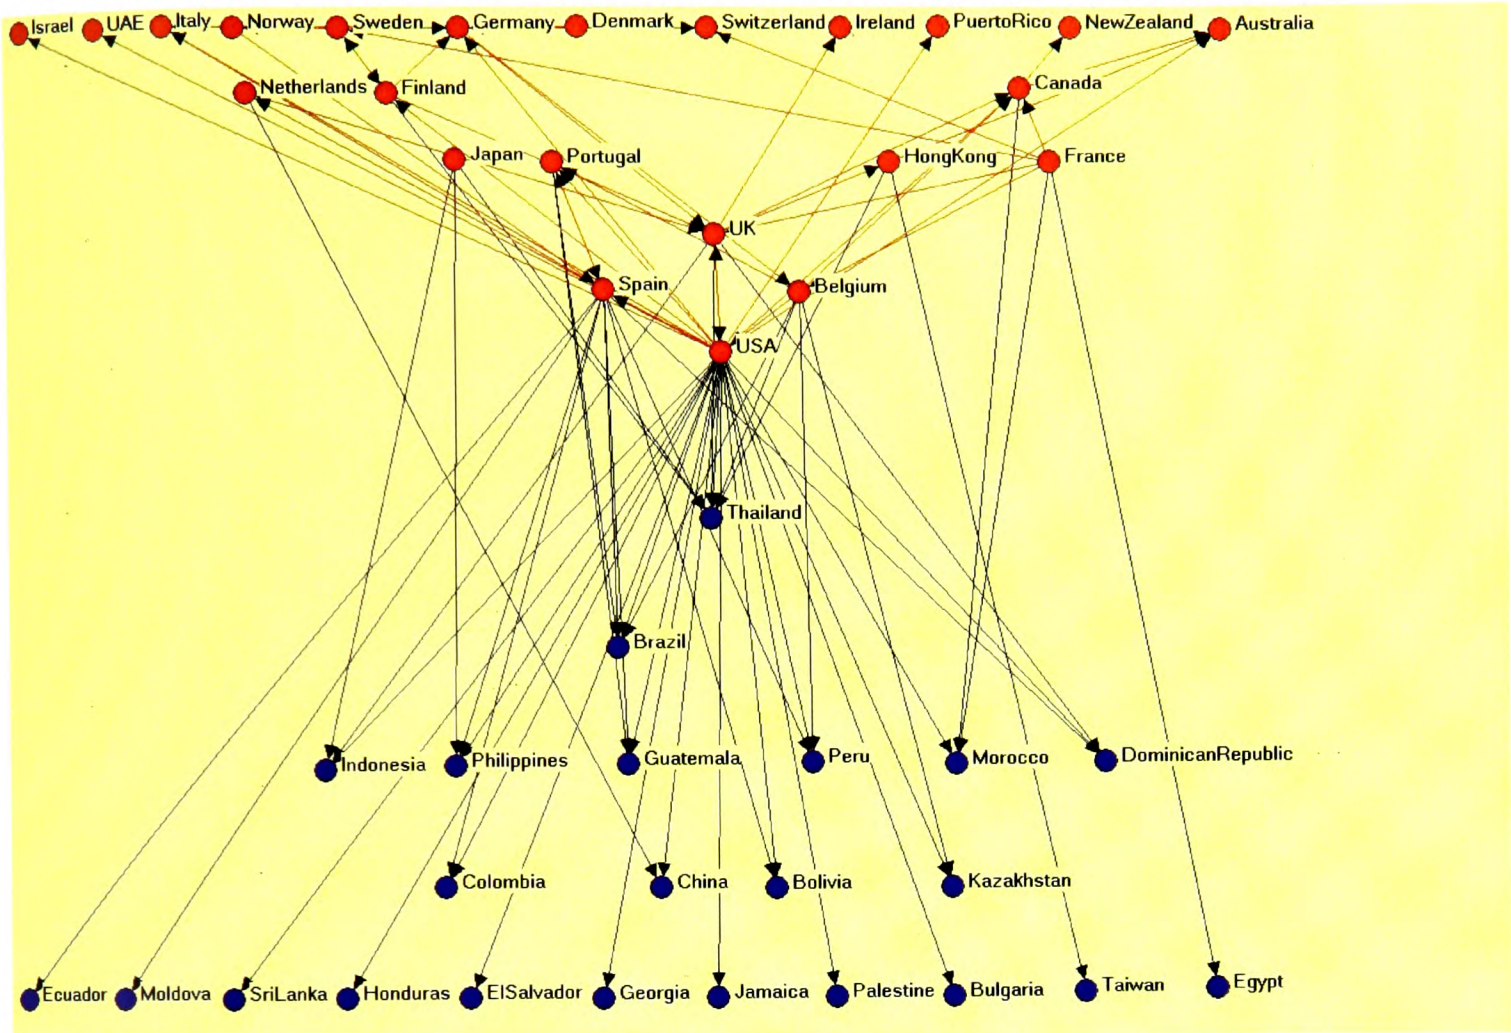 Israel UAE Italy Norway Sweden Germany Denmark Switzerland Ireland PuertoRico NewZealand Australia
Netherlands Finland Canada
Japan Portugal HongKong France
UK
Spain Belgium
USA
Thailand
Brazil
Indonesia Philippines Guatemala Peru Morocco DominicanRepublic
Colombia China Bolivia Kazakhstan
Ecuador Moldova SriLanka Honduras ElSalvador Georgia Jamaica Palestine Bulgaria Taiwan Egypt